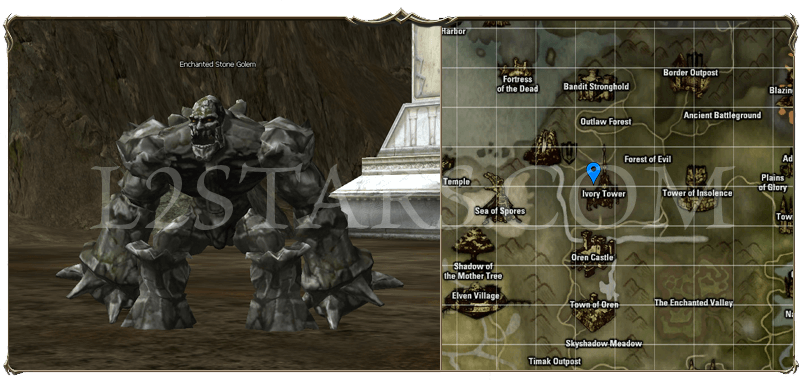 Enchanted Stone Golem
L2STARS.COM
Harbor
Fortress
of the Dead
Bandit Stronghold
Border Outpost
Blazin
Outlaw Forest
Ancient Battleground
Forest of Evil
Ad
Temple
Plains
of Glory
Ivory Tower
Tower of Insolence
Sea of Spores
Tow
Oren Castle
Shadow of
the Mother Tree
Elven Village
Town of Oren
The Enchanted Valley
Na
Skyshadow Meadow
Timak Outpost